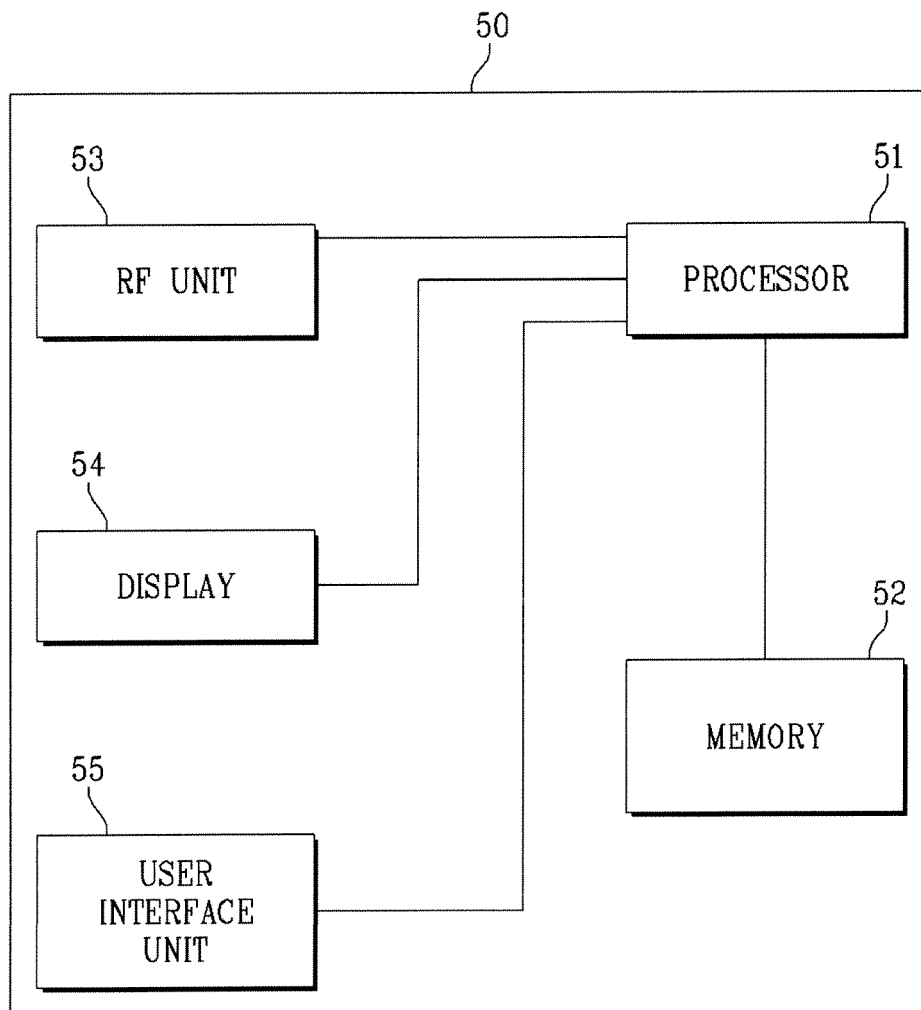 50
53
51
RF UNIT
PROCESSOR
54
DISPLAY
52
MEMORY
55
USER
INTERFACE
UNIT